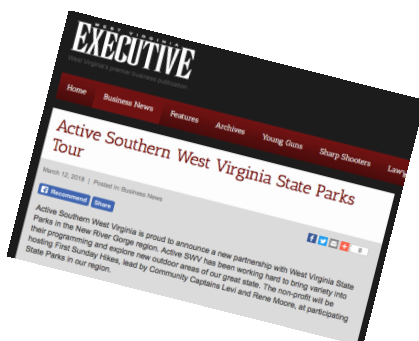 WEST VIRGINIA
EXECUTIVE
West Virginia's premier business publication
Home Business News Features Archives Young Guns Sharp Shooters Lawy
Active Southern West Virginia State Parks
Tour
March 12, 2018 | Posted in: Business News
Recommend Share
0
Active Southern West Virginia is proud to announce a new partnership with West Virginia State
Parks in the New River Gorge region. Active SWV has been working hard to bring variety into
their programming and explore new outdoor areas of our great state. The non-profit will be
hosting First Sunday Hikes, lead by Community Captains Levi and Rene Moore, at participating
State Parks in our region.